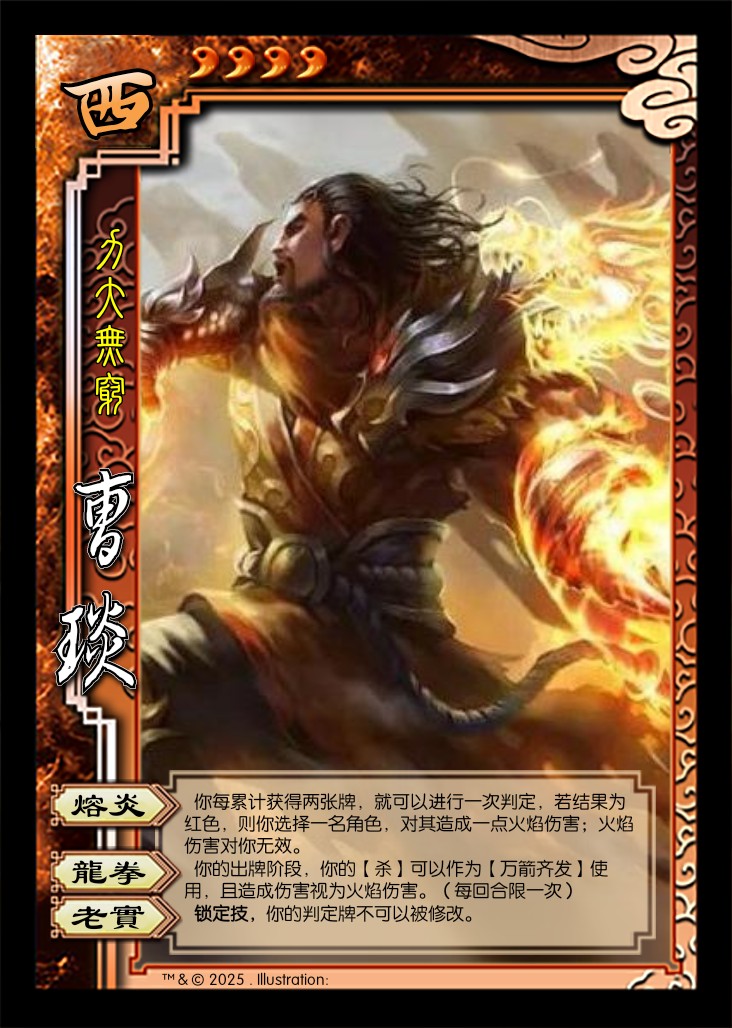 西
力大無窮
曹琰
熔炎
你每累计获得两张牌，就可以进行一次判定，若结果为
红色，则你选择一名角色，对其造成一点火焰伤害；火焰
伤害对你无效。
龍拳
你的出牌阶段，你的【杀】可以作为【万箭齐发】使
用，且造成伤害视为火焰伤害。（每回合限一次）
老實
锁定技，你的判定牌不可以被修改。
™ & © 2025 . Illustration: